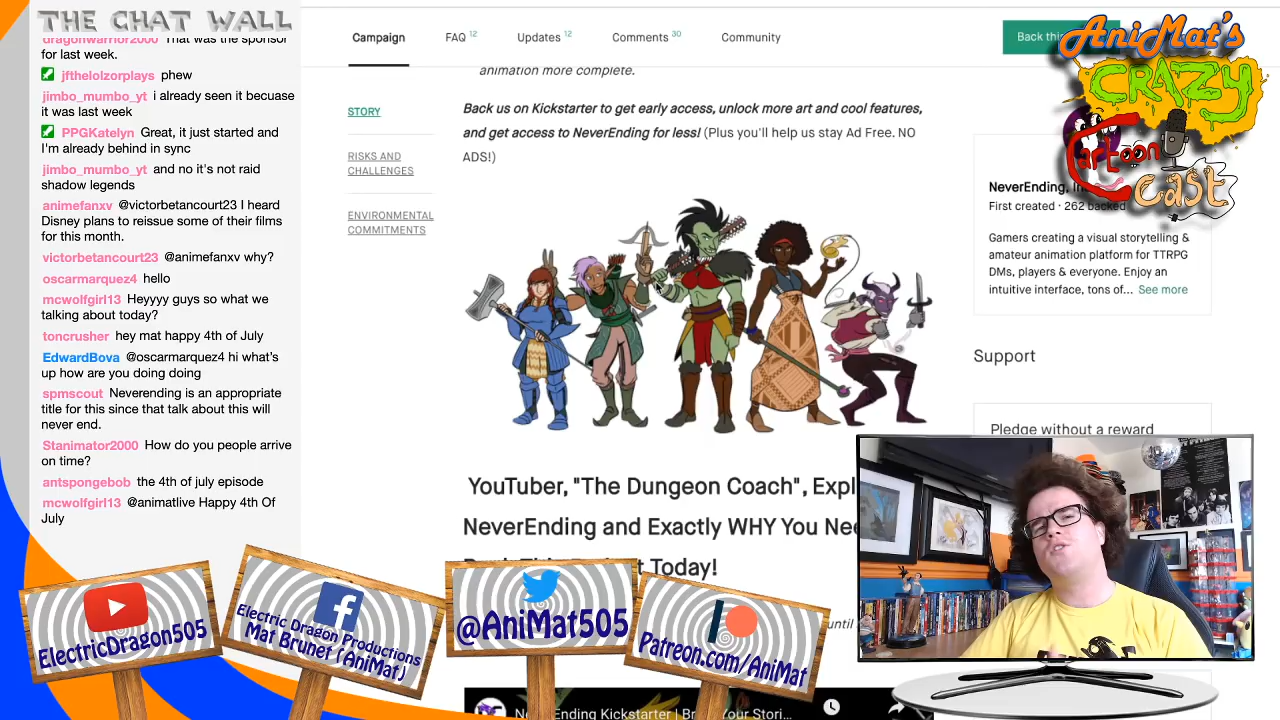 THE CHAT WALL
dragonwarrior2000 That was the sponsor
for last week.
jfthelolzorplays phew
jimbo_mumbo_yt i already seen it becuase
it was last week
PPGKatelyn Great, it just started and
I'm already behind in sync
jimbo_mumbo_yt and no it's not raid
shadow legends
animefanxv @victorbetancourt23 I heard
Disney plans to reissue some of their films
for this month.
victorbetancourt23 @animefanxv why?
oscarmarquez4 hello
mcwolfgirl13 Heyyyy guys so what we
talking about today?
toncrusher hey mat happy 4th of July
EdwardBova @oscarmarquez4 hi what's
up how are you doing doing
spmscout Neverending is an appropriate
title for this since that talk about this will
never end.
Stanimator2000 How do you people arrive
on time?
antspongebob the 4th of july episode
mcwolfgirl13 @animatlive Happy 4th Of
July
Campaign
FAQ 12
Updates 12
Comments 30
Community
Back this
AniMat's
CRAZY
Cartoon
Cast
STORY
RISKS AND
CHALLENGES
ENVIRONMENTAL
COMMITMENTS
animation more complete.
Back us on Kickstarter to get early access, unlock more art and cool features,
and get access to NeverEnding for less! (Plus you'll help us stay Ad Free. NO
ADS!)
NeverEnding,
First created · 262 backed
Gamers creating a visual storytelling &
amateur animation platform for TTRPG
DMs, players & everyone. Enjoy an
intuitive interface, tons of... See more
Support
Pledge without a reward
YouTuber, "The Dungeon Coach", Expl
NeverEnding and Exactly WHY You Nee
Today!
until
NeverEnding Kickstarter | Br Your Stori...
ElectricDragon505
Electric Dragon Productions
Mat Brunet (AniMat)
@AniMat505
Patreon.com/AniMat